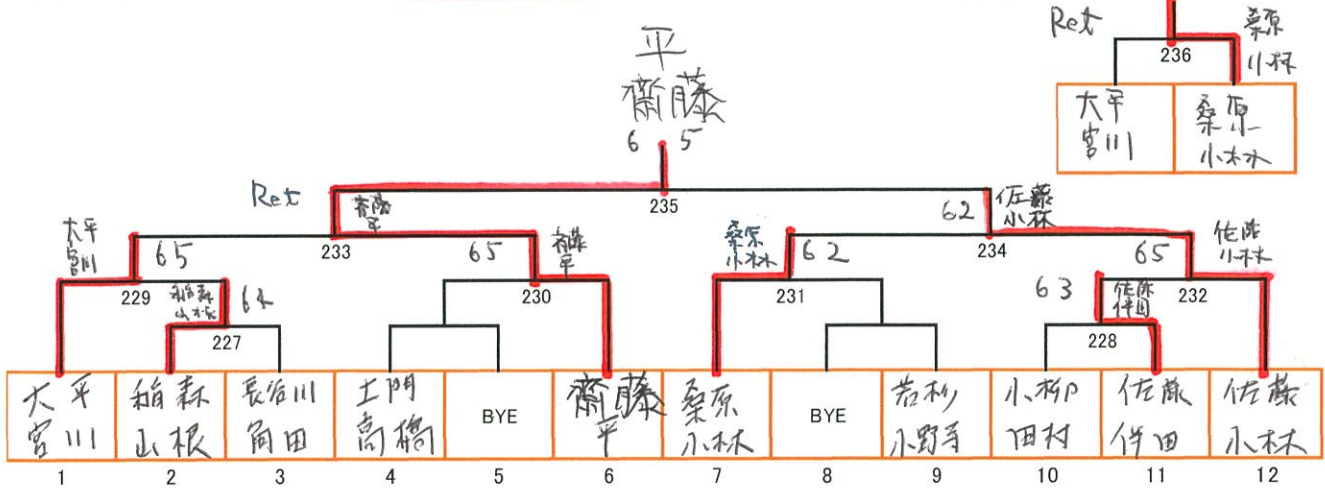 Ret
桑原
小林
236
大平
宮川
桑原
小林
平
齋藤
6 5
Ret
齊藤
平
235
62
佐藤
小林
大平
宮川
65
233
65
桑原
小林
62
234
65
佐藤
小林
229
稲森
山根
64
230
231
63
佐藤
伴田
232
227
228
大平
宮川
稲森
山根
長谷川
角田
土門
高橋
BYE
齋藤
平
桑原
小林
BYE
若杉
小野寺
小柳
田村
佐藤
伴田
佐藤
小林
1 2 3 4 5 6 7 8 9 10 11 12